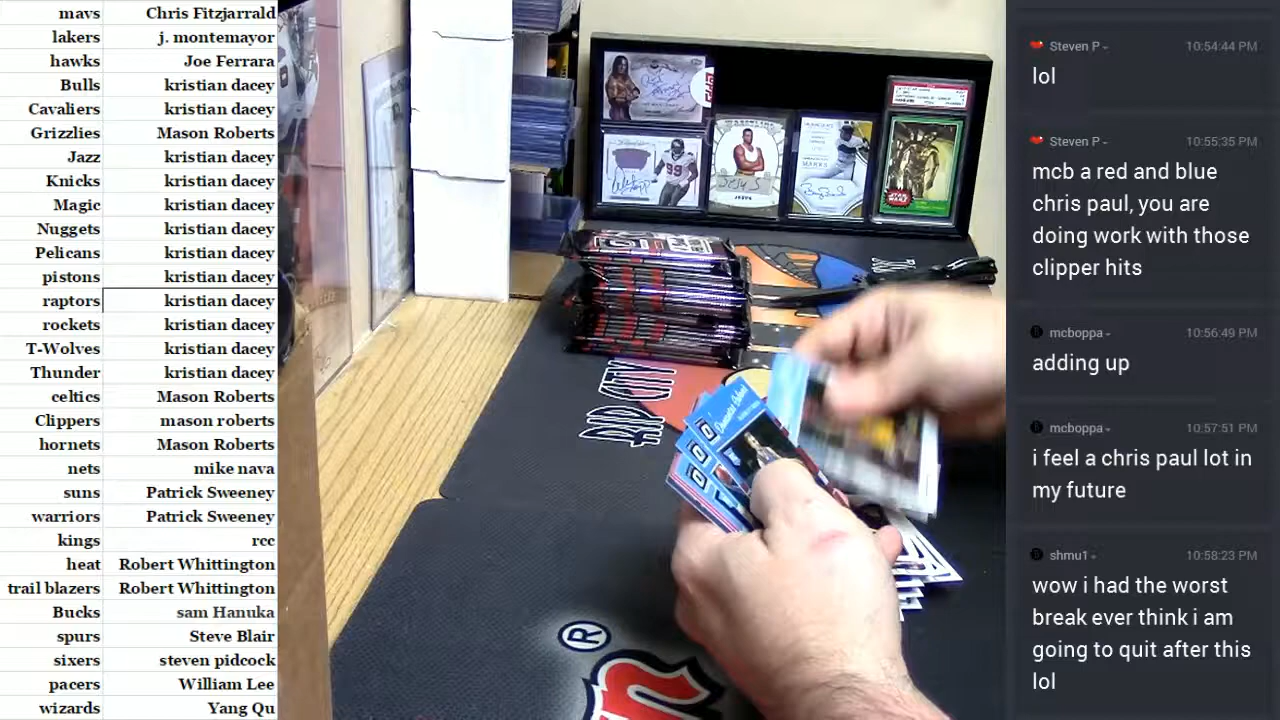 mavs Chris Fitzjarrald
lakers j. montemayor
hawks Joe Ferrara
Bulls kristian dacey
Cavaliers kristian dacey
Grizzlies Mason Roberts
Jazz kristian dacey
Knicks kristian dacey
Magic kristian dacey
Nuggets kristian dacey
Pelicans kristian dacey
pistons kristian dacey
raptors kristian dacey
rockets kristian dacey
T-Wolves kristian dacey
Thunder kristian dacey
celtics Mason Roberts
Clippers mason roberts
hornets Mason Roberts
nets mike nava
suns Patrick Sweeney
warriors Patrick Sweeney
kings rcc
heat Robert Whittington
trail blazers Robert Whittington
Bucks sam Hanuka
spurs Steve Blair
sixers steven pidcock
pacers William Lee
wizards Yang Qu
99
STAR
WARS
RIP CITY
®
Steven P 10:54:44 PM
lol
Steven P 10:55:35 PM
mcb a red and blue
chris paul, you are
doing work with those
clipper hits
mcboppa 10:56:49 PM
adding up
mcboppa 10:57:51 PM
i feel a chris paul lot in
my future
shmu1 10:58:23 PM
wow i had the worst
break ever think i am
going to quit after this
lol